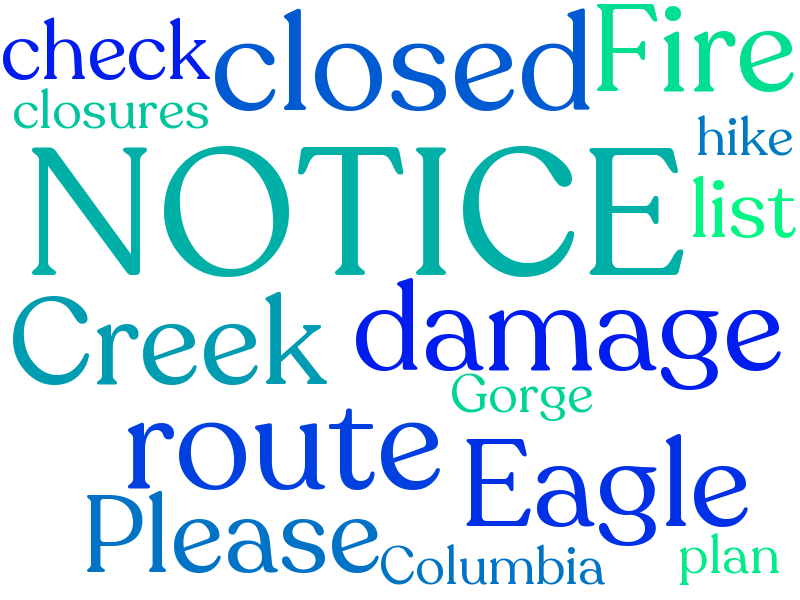 check closed Fire
closures
hike
NOTICE
list
Creek damage
Gorge
route
Eagle
Please
Columbia
plan